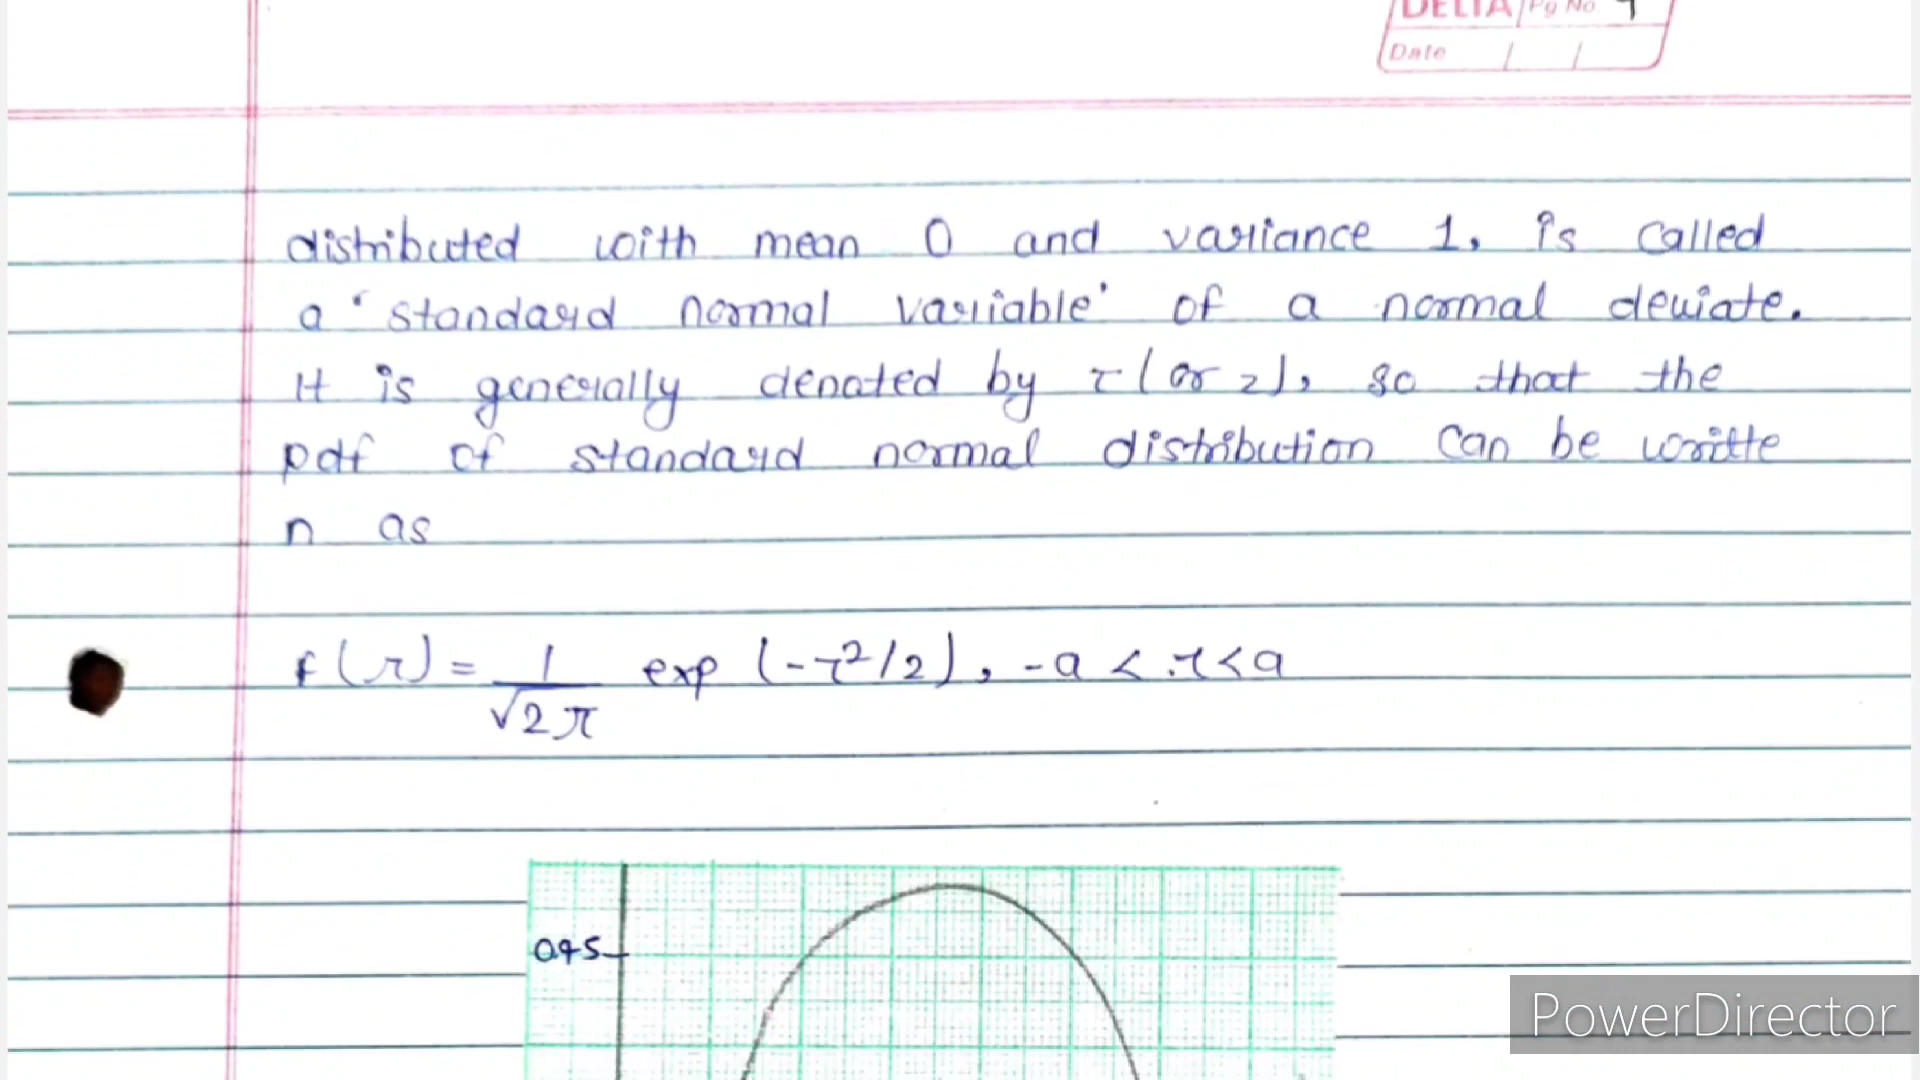 DELTA Pg No
Date / /
distributed with mean 0 and variance 1, is called
a 'standard normal variable' of a normal deviate.
It is generally denoted by τ (or z), so that the
pdf of standard normal distribution can be writte
n as
f(τ) = 1/√2π exp (-τ²/2), -a < τ < a
0.45
PowerDirector